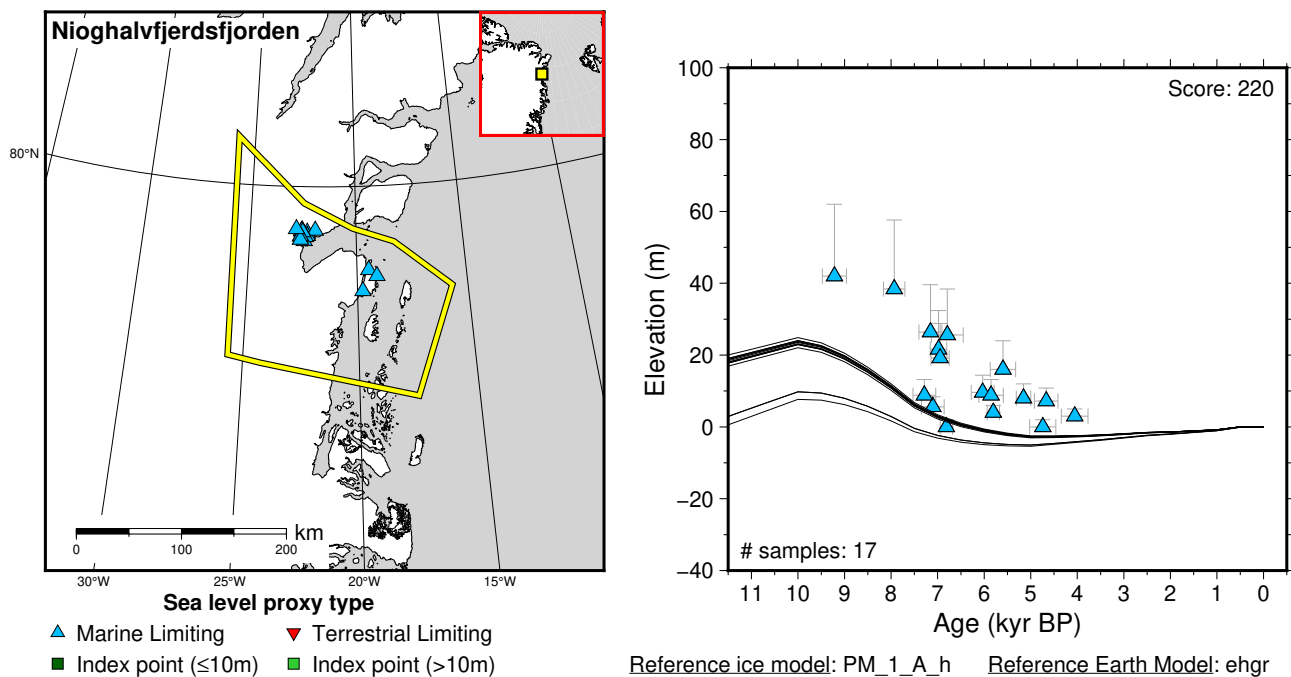 Nioghalvfjerdsfjorden
80°N
km
0 100 200
30°W 25°W 20°W 15°W
Sea level proxy type
Marine Limiting Terrestrial Limiting
Index point (≤10m) Index point (>10m)
Score: 220
100
80
60
40
20
0
−20
−40
Elevation (m)
# samples: 17
11 10 9 8 7 6 5 4 3 2 1 0
Age (kyr BP)
Reference ice model: PM_1_A_h Reference Earth Model: ehgr